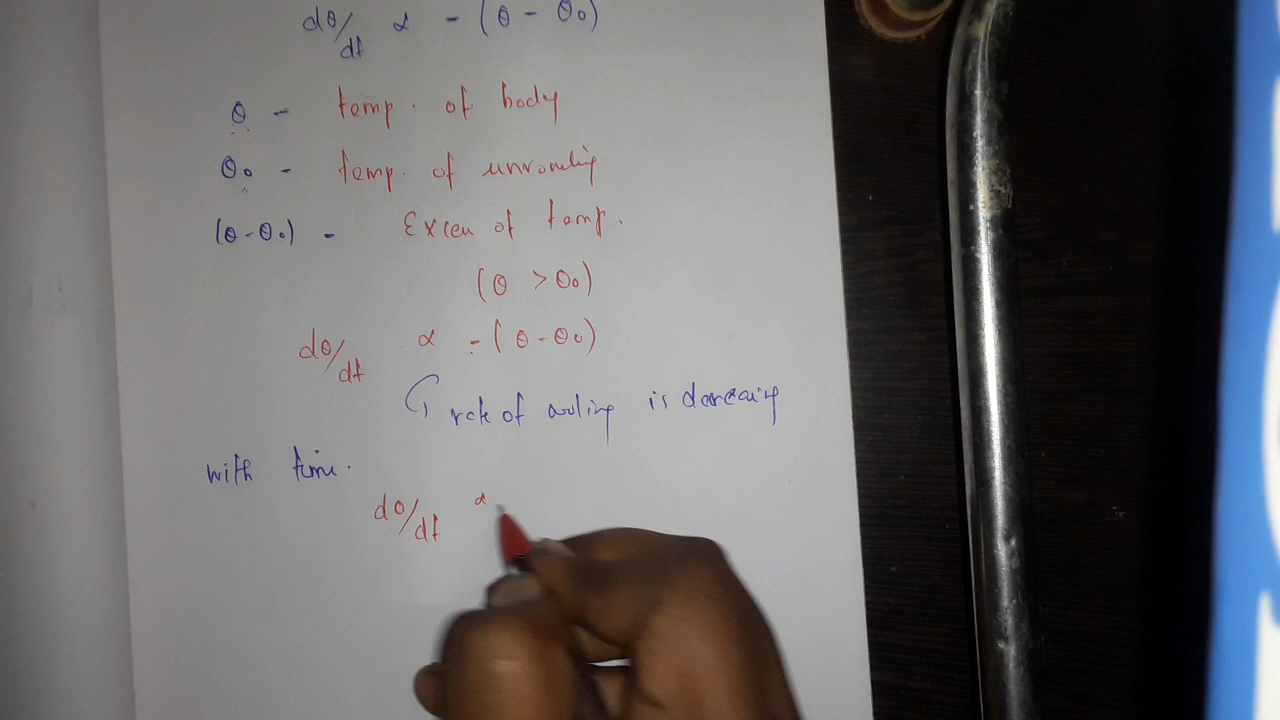 dθ/dt α - (θ - θ₀)
θ - temp. of body
θ₀ - temp. of surrounding
(θ-θ₀) - Excess of temp.
(θ > θ₀)
dθ/dt α -(θ-θ₀)
rate of cooling is decreasing
with time.
dθ/dt α